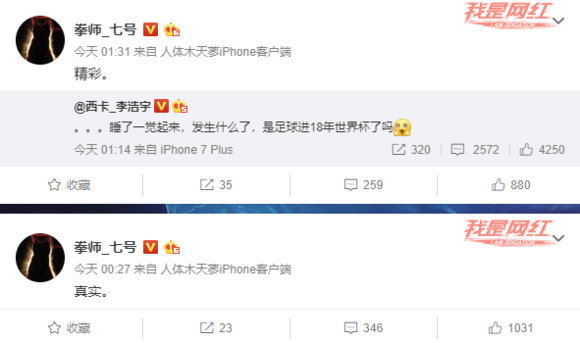 我是网红
I AM SENSATION
拳师_七号
今天 01:31 来自 人体木天蓼iPhone客户端
精彩。
@西卡_李浩宇
。。。睡了一觉起来，发生什么了，是足球进18年世界杯了吗
今天 01:14 来自 iPhone 7 Plus 320 2572 4250
收藏 35 259 880
我是网红
I AM SENSATION
拳师_七号
今天 00:27 来自 人体木天蓼iPhone客户端
真实。
收藏 23 346 1031